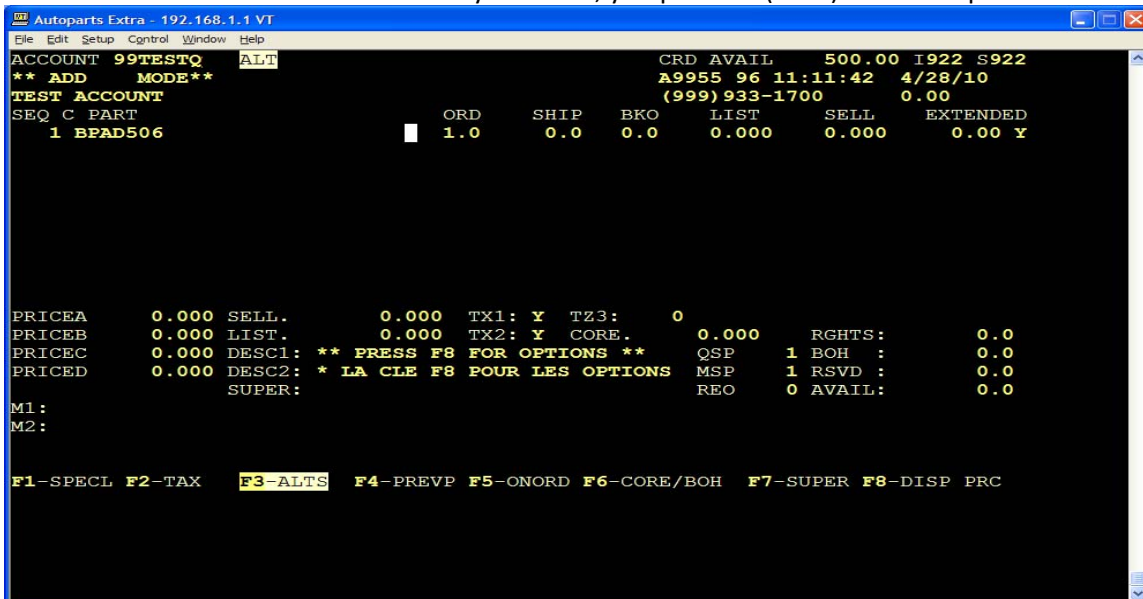 Autoparts Extra - 192.168.1.1 VT
File Edit Setup Control Window Help
ACCOUNT 99TESTQ ALT CRD AVAIL 500.00 I922 S922
** ADD MODE** A9955 96 11:11:42 4/28/10
TEST ACCOUNT (999)933-1700 0.00
SEQ C PART ORD SHIP BKO LIST SELL EXTENDED
1 BPAD506 1.0 0.0 0.0 0.000 0.000 0.00 Y
PRICEA 0.000 SELL. 0.000 TX1: Y TZ3: 0
PRICEB 0.000 LIST. 0.000 TX2: Y CORE. 0.000 RGHTS: 0.0
PRICEC 0.000 DESC1: ** PRESS F8 FOR OPTIONS ** QSP 1 BOH : 0.0
PRICED 0.000 DESC2: * LA CLE F8 POUR LES OPTIONS MSP 1 RSVD : 0.0
SUPER: REO 0 AVAIL: 0.0
M1:
M2:
F1-SPECL F2-TAX F3-ALTS F4-PREVP F5-ONORD F6-CORE/BOH F7-SUPER F8-DISP PRC